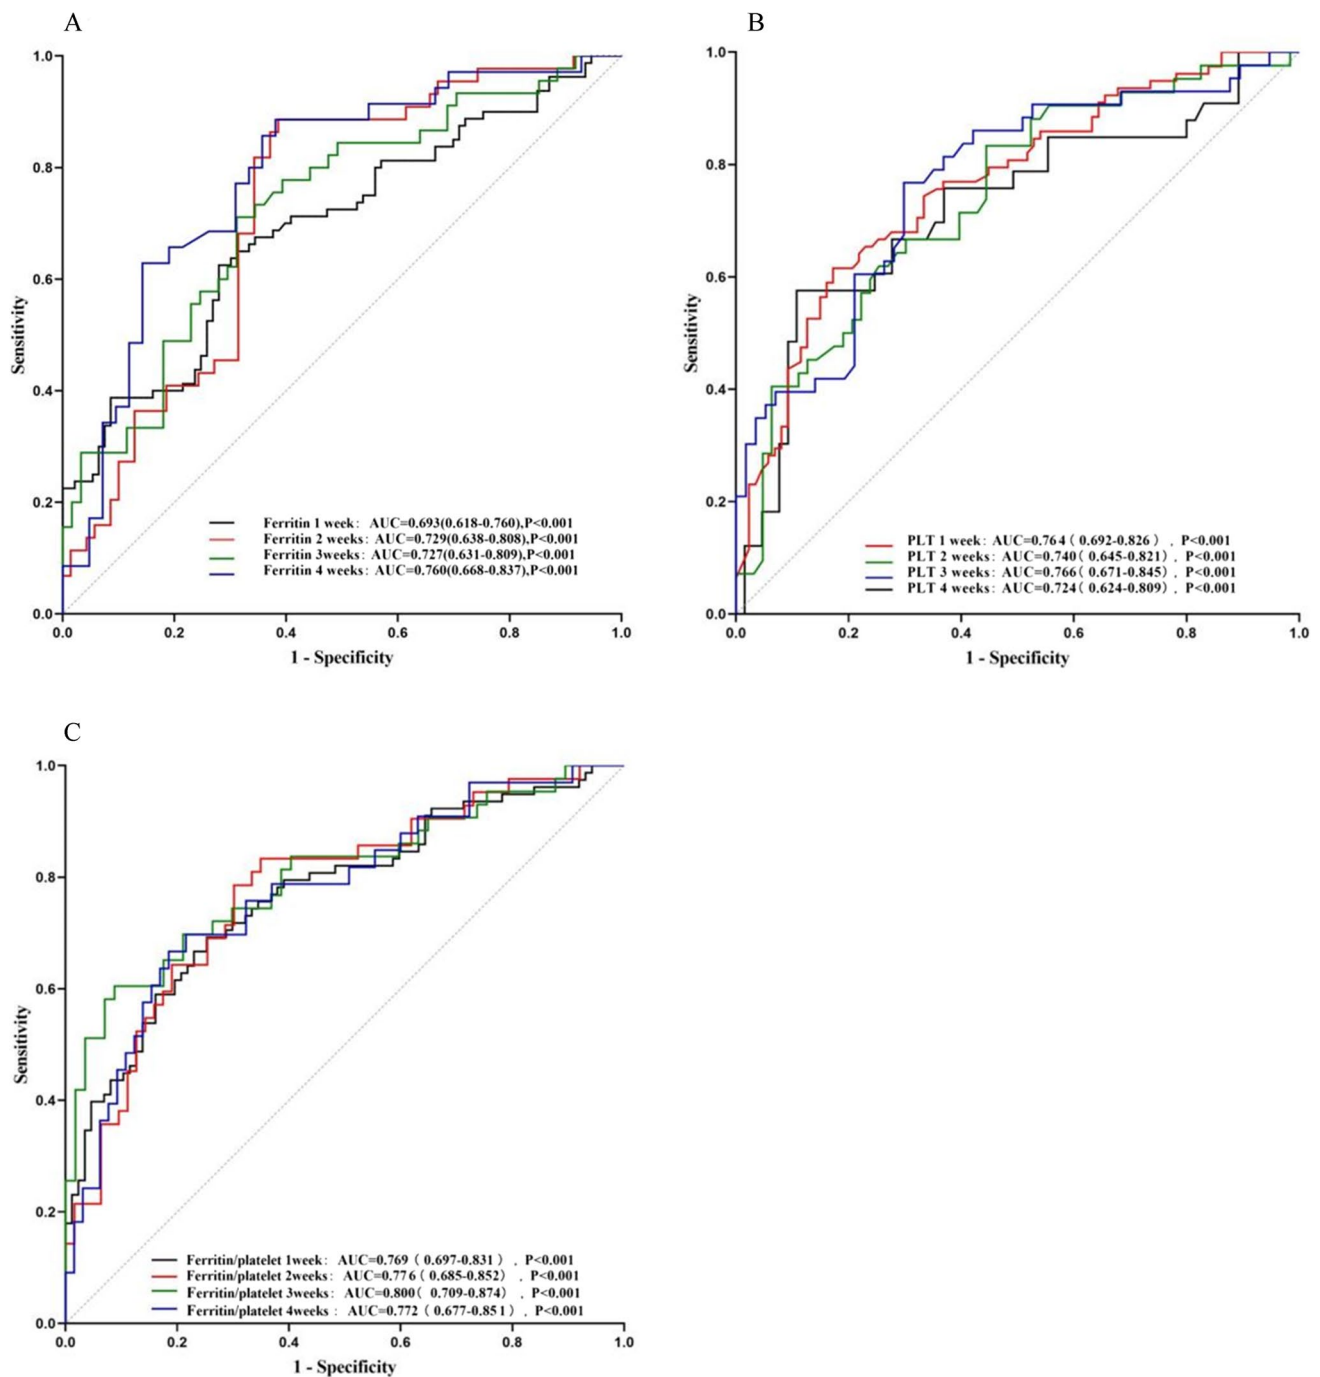 A
1.0
0.8
0.6
0.4
0.2
0.0
Sensitivity
Ferritin 1 week: AUC=0.693(0.618-0.760),P<0.001
Ferritin 2 weeks: AUC=0.729(0.638-0.808),P<0.001
Ferritin 3weeks: AUC=0.727(0.631-0.809),P<0.001
Ferritin 4 weeks: AUC=0.760(0.668-0.837),P<0.001
0.0 0.2 0.4 0.6 0.8 1.0
1 - Specificity
B
1.0
0.8
0.6
0.4
0.2
0.0
Sensitivity
PLT 1 week: AUC=0.764( 0.692-0.826) , P<0.001
PLT 2 weeks: AUC=0.740( 0.645-0.821) , P<0.001
PLT 3 weeks: AUC=0.766( 0.671-0.845) , P<0.001
PLT 4 weeks: AUC=0.724( 0.624-0.809) , P<0.001
0.0 0.2 0.4 0.6 0.8 1.0
1 - Specificity
C
1.0
0.8
0.6
0.4
0.2
0.0
Sensitivity
Ferritin/platelet 1week: AUC=0.769 ( 0.697-0.831) , P<0.001
Ferritin/platelet 2weeks: AUC=0.776 ( 0.685-0.852) , P<0.001
Ferritin/platelet 3weeks: AUC=0.800( 0.709-0.874) , P<0.001
Ferritin/platelet 4weeks : AUC=0.772 ( 0.677-0.851) , P<0.001
0.0 0.2 0.4 0.6 0.8 1.0
1 - Specificity